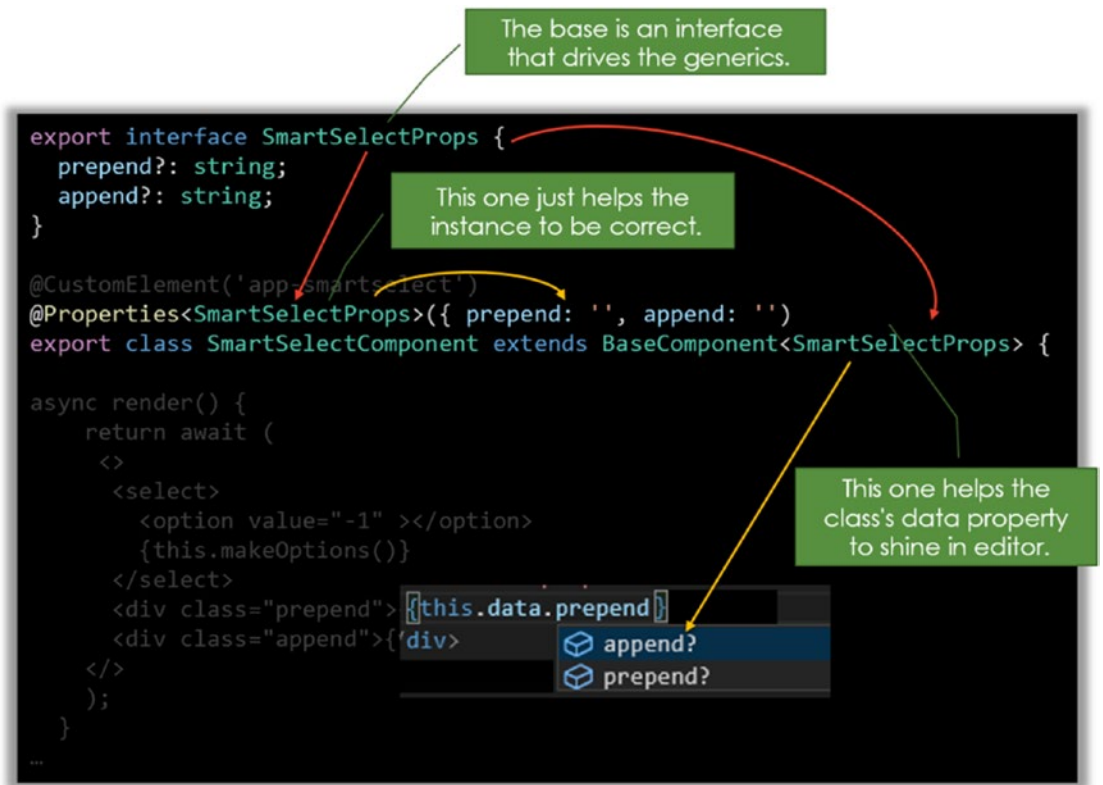 The base is an interface
that drives the generics.
export interface SmartSelectProps {
prepend?: string;
append?: string;
}
This one just helps the
instance to be correct.
@CustomElement('app-smartselect')
@Properties<SmartSelectProps>({ prepend: '', append: '')
export class SmartSelectComponent extends BaseComponent<SmartSelectProps> {
async render() {
return await (
<>
<select>
<option value="-1" ></option>
{this.makeOptions()}
</select>
<div class="prepend"> {this.data.prepend}
<div class="append">{ div>
append?
prepend?
</>
);
}
…
This one helps the
class's data property
to shine in editor.